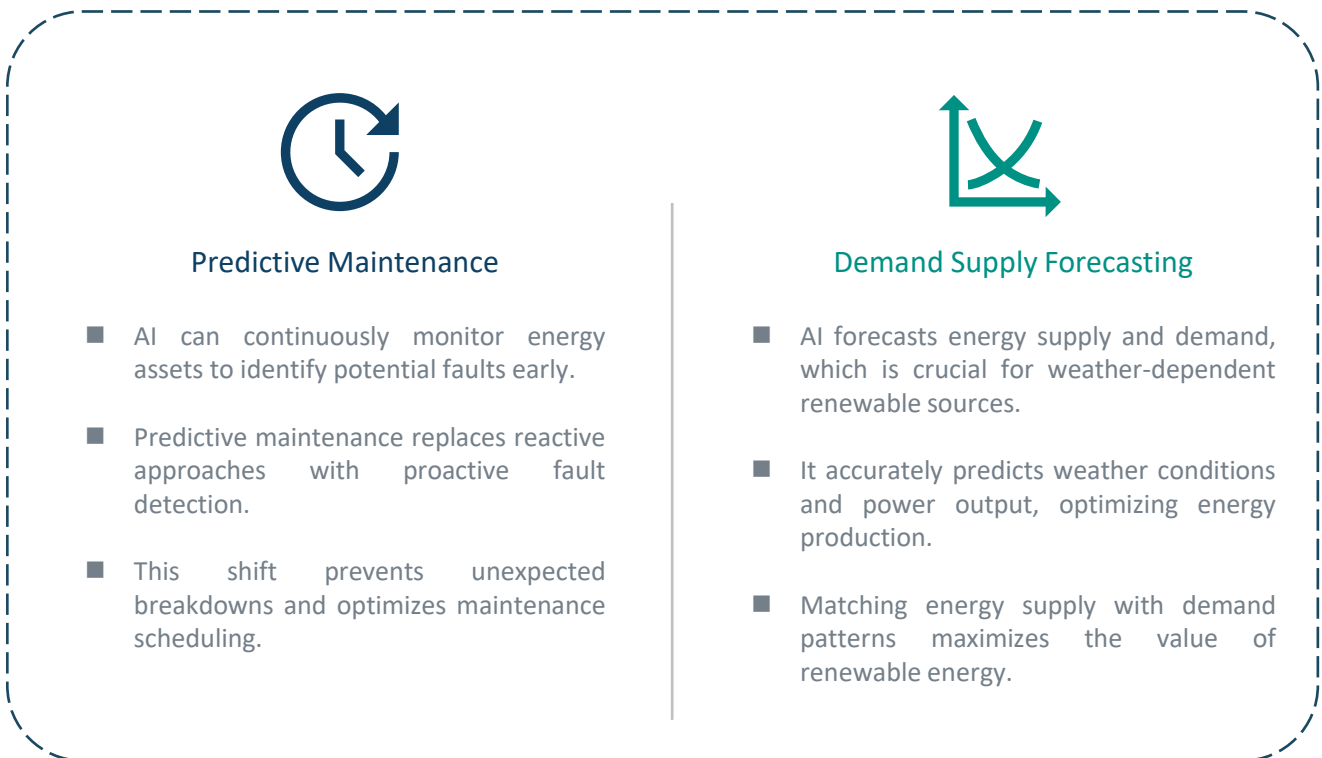 Predictive Maintenance
AI can continuously monitor energy
assets to identify potential faults early.
Predictive maintenance replaces reactive
approaches with proactive fault
detection.
This shift prevents unexpected
breakdowns and optimizes maintenance
scheduling.
Demand Supply Forecasting
AI forecasts energy supply and demand,
which is crucial for weather-dependent
renewable sources.
It accurately predicts weather conditions
and power output, optimizing energy
production.
Matching energy supply with demand
patterns maximizes the value of
renewable energy.